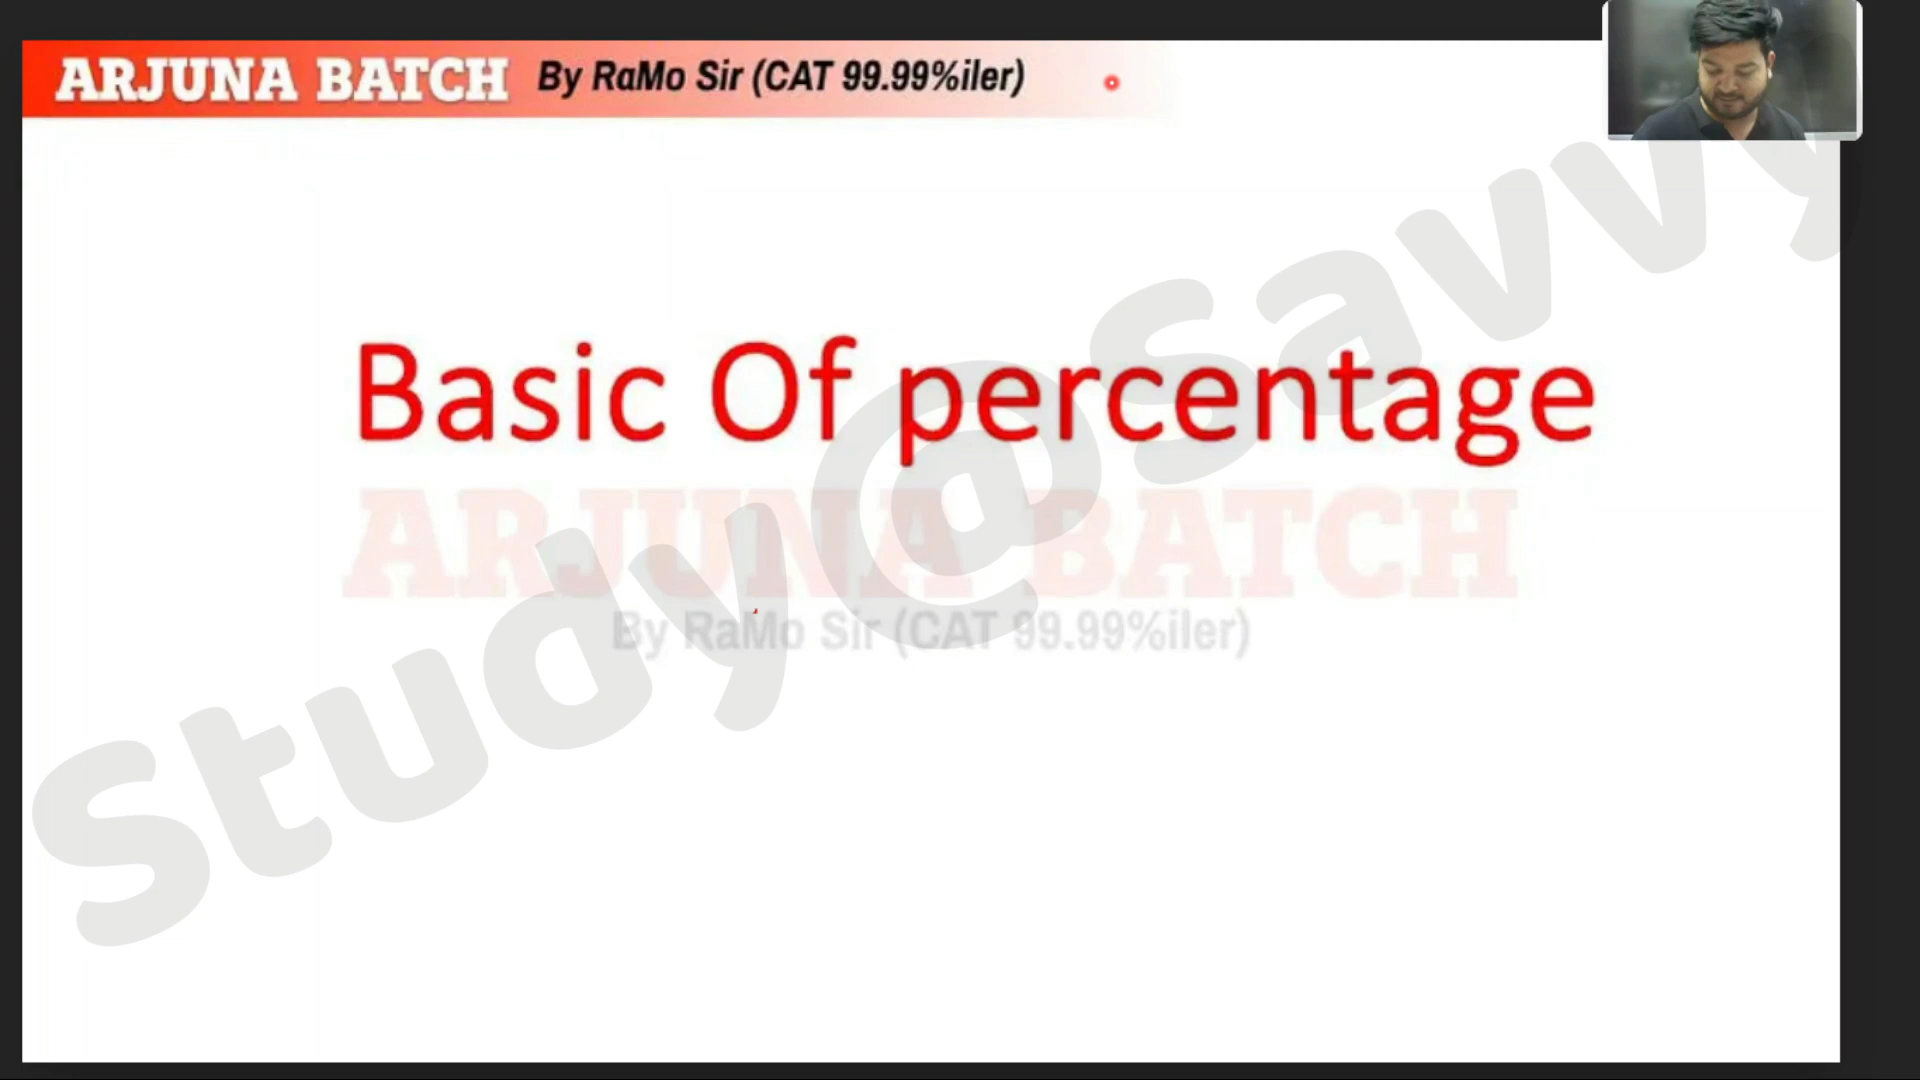 ARJUNA BATCH By RaMo Sir (CAT 99.99%iler)
Basic Of percentage
ARJUNA BATCH
By RaMo Sir (CAT 99.99%iler)
Study@Savvy